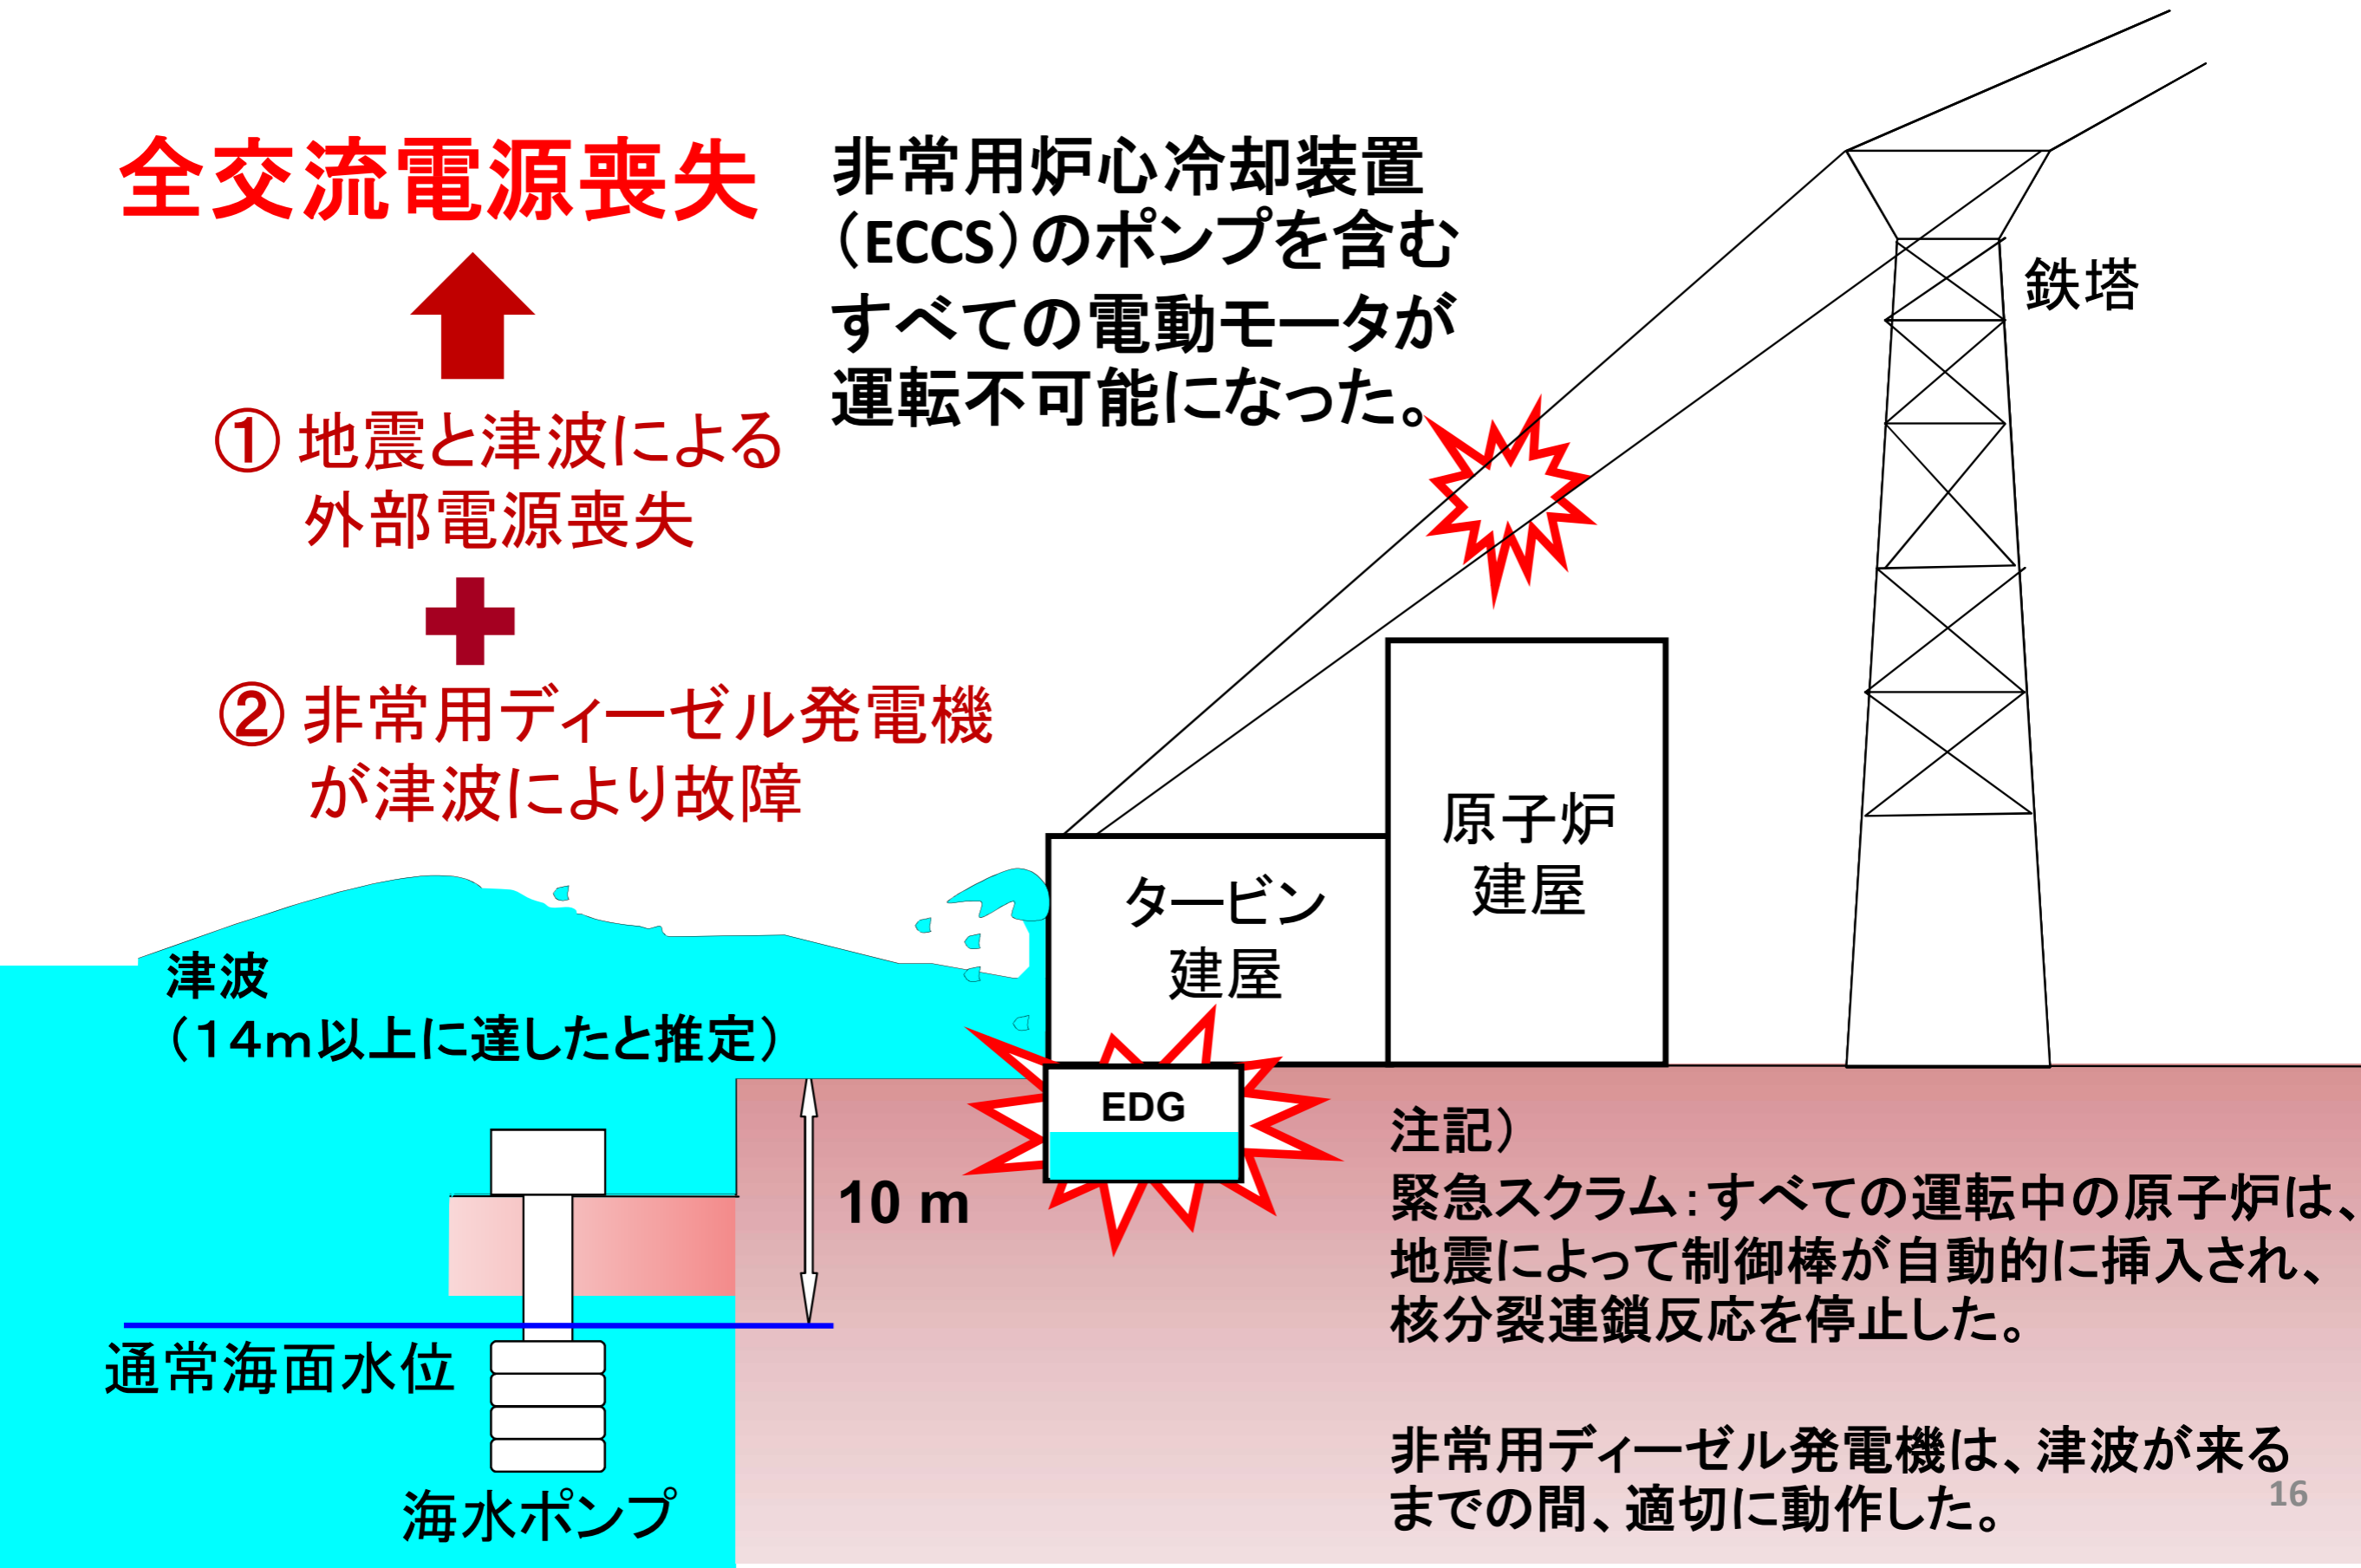 全交流電源喪失
① 地震と津波による
外部電源喪失
② 非常用ディーゼル発電機
が津波により故障
非常用炉心冷却装置
（ECCS）のポンプを含む
すべての電動モータが
運転不可能になった。
鉄塔
原子炉
建屋
タービン
建屋
津波
（14m以上に達したと推定）
EDG
10 m
通常海面水位
海水ポンプ
注記）
緊急スクラム：すべての運転中の原子炉は、
地震によって制御棒が自動的に挿入され、
核分裂連鎖反応を停止した。
非常用ディーゼル発電機は、津波が来る
までの間、適切に動作した。
16